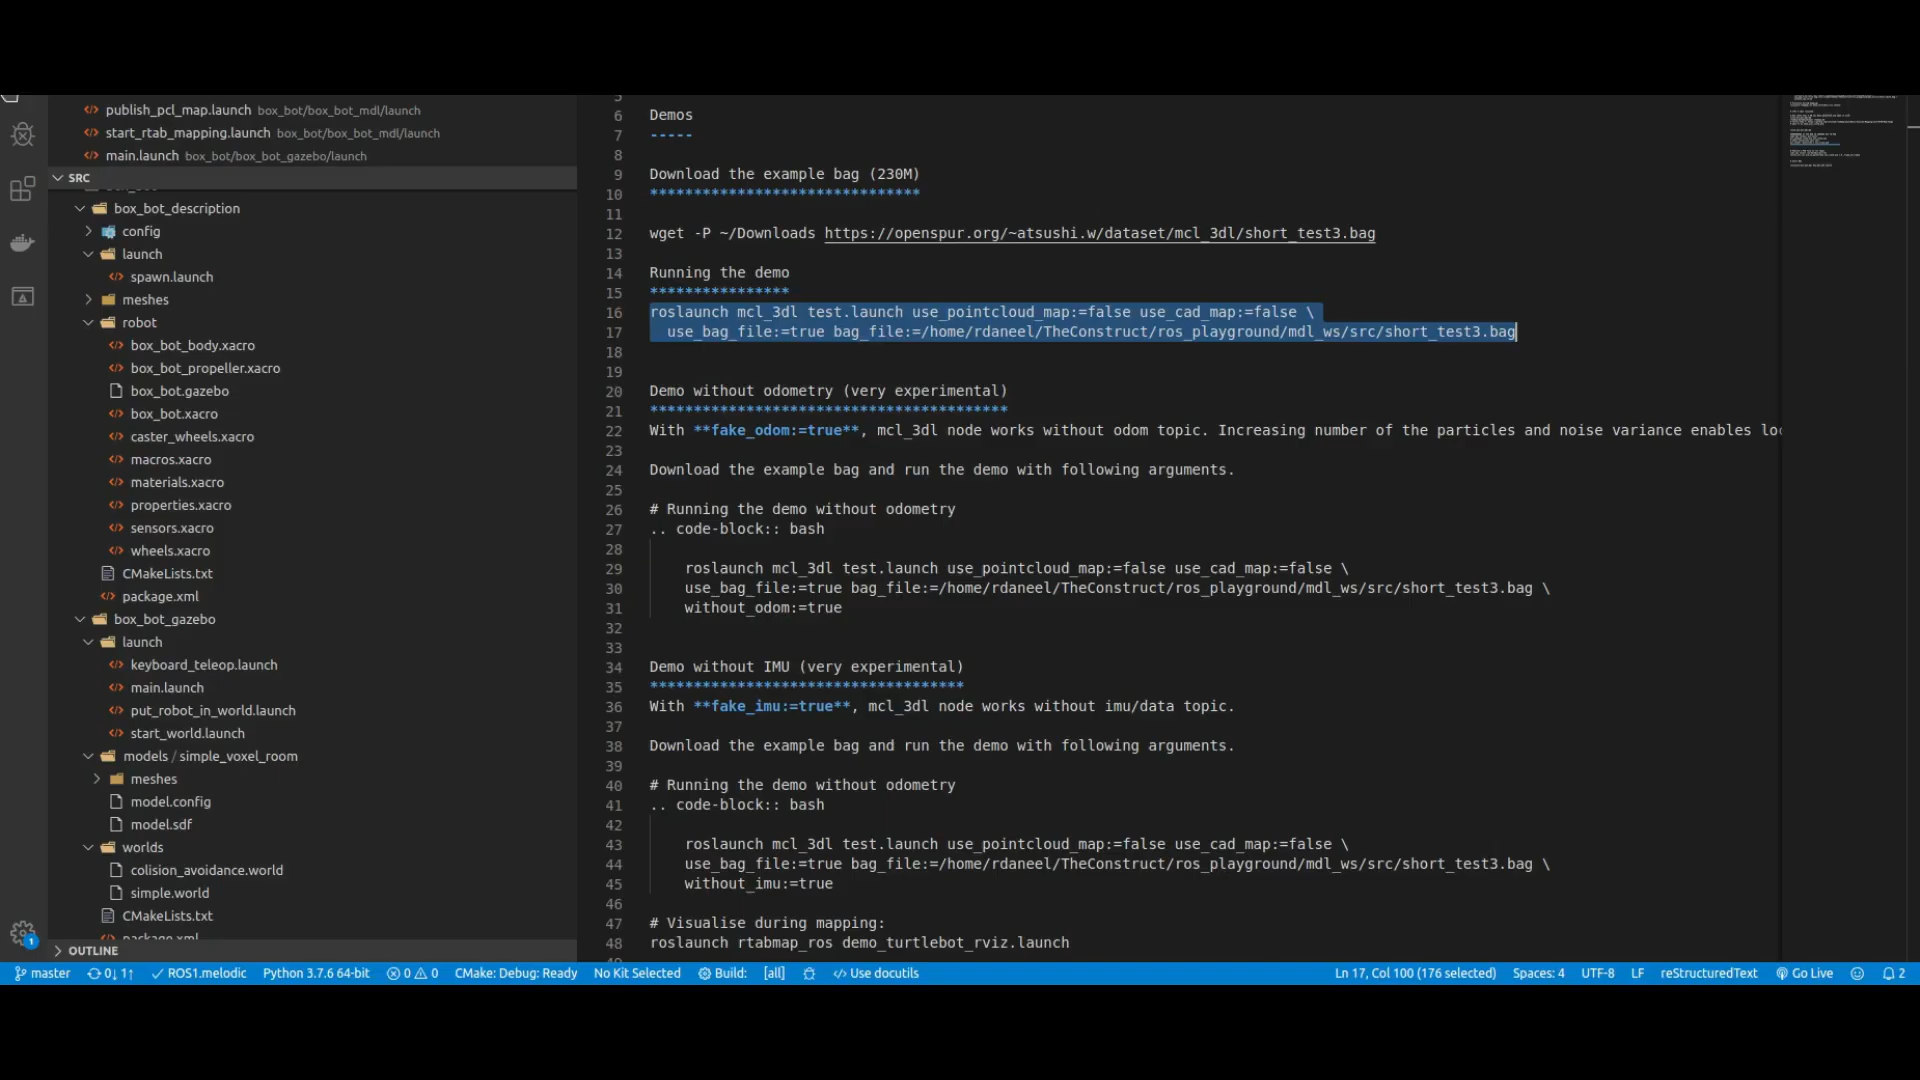 publish_pcl_map.launch box_bot/box_bot_mdl/launch
start_rtab_mapping.launch box_bot/box_bot_mdl/launch
main.launch box_bot/box_bot_gazebo/launch
SRC
box_bot_description
config
launch
spawn.launch
meshes
robot
box_bot_body.xacro
box_bot_propeller.xacro
box_bot.gazebo
box_bot.xacro
caster_wheels.xacro
macros.xacro
materials.xacro
properties.xacro
sensors.xacro
wheels.xacro
CMakeLists.txt
package.xml
box_bot_gazebo
launch
keyboard_teleop.launch
main.launch
put_robot_in_world.launch
start_world.launch
models / simple_voxel_room
meshes
model.config
model.sdf
worlds
colision_avoidance.world
simple.world
CMakeLists.txt
package.xml
OUTLINE
5
6 Demos
7 -----
8
9 Download the example bag (230M)
10 *******************************
11
12 wget -P ~/Downloads https://openspur.org/~atsushi.w/dataset/mcl_3dl/short_test3.bag
13
14 Running the demo
15 ****************
16 roslaunch mcl_3dl test.launch use_pointcloud_map:=false use_cad_map:=false \
17 use_bag_file:=true bag_file:=/home/rdaneel/TheConstruct/ros_playground/mdl_ws/src/short_test3.bag
18
19
20 Demo without odometry (very experimental)
21 *****************************************
22 With **fake_odom:=true**, mcl_3dl node works without odom topic. Increasing number of the particles and noise variance enables lo
23
24 Download the example bag and run the demo with following arguments.
25
26 # Running the demo without odometry
27 .. code-block:: bash
28
29 roslaunch mcl_3dl test.launch use_pointcloud_map:=false use_cad_map:=false \
30 use_bag_file:=true bag_file:=/home/rdaneel/TheConstruct/ros_playground/mdl_ws/src/short_test3.bag \
31 without_odom:=true
32
33
34 Demo without IMU (very experimental)
35 ************************************
36 With **fake_imu:=true**, mcl_3dl node works without imu/data topic.
37
38 Download the example bag and run the demo with following arguments.
39
40 # Running the demo without odometry
41 .. code-block:: bash
42
43 roslaunch mcl_3dl test.launch use_pointcloud_map:=false use_cad_map:=false \
44 use_bag_file:=true bag_file:=/home/rdaneel/TheConstruct/ros_playground/mdl_ws/src/short_test3.bag \
45 without_imu:=true
46
47 # Visualise during mapping:
48 roslaunch rtabmap_ros demo_turtlebot_rviz.launch
1
master 0↓ 1↑ ROS1.melodic Python 3.7.6 64-bit 0 0 CMake: Debug: Ready No Kit Selected Build: [all] Use docutils Ln 17, Col 100 (176 selected) Spaces: 4 UTF-8 LF reStructuredText Go Live 2